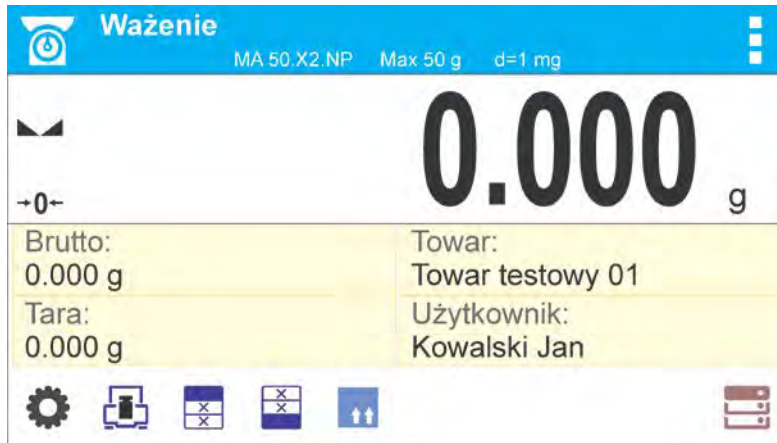 Ważenie
MA 50.X2.NP Max 50 g d=1 mg
0.000 g
→0←
Brutto:
0.000 g
Towar:
Towar testowy 01
Tara:
0.000 g
Użytkownik:
Kowalski Jan